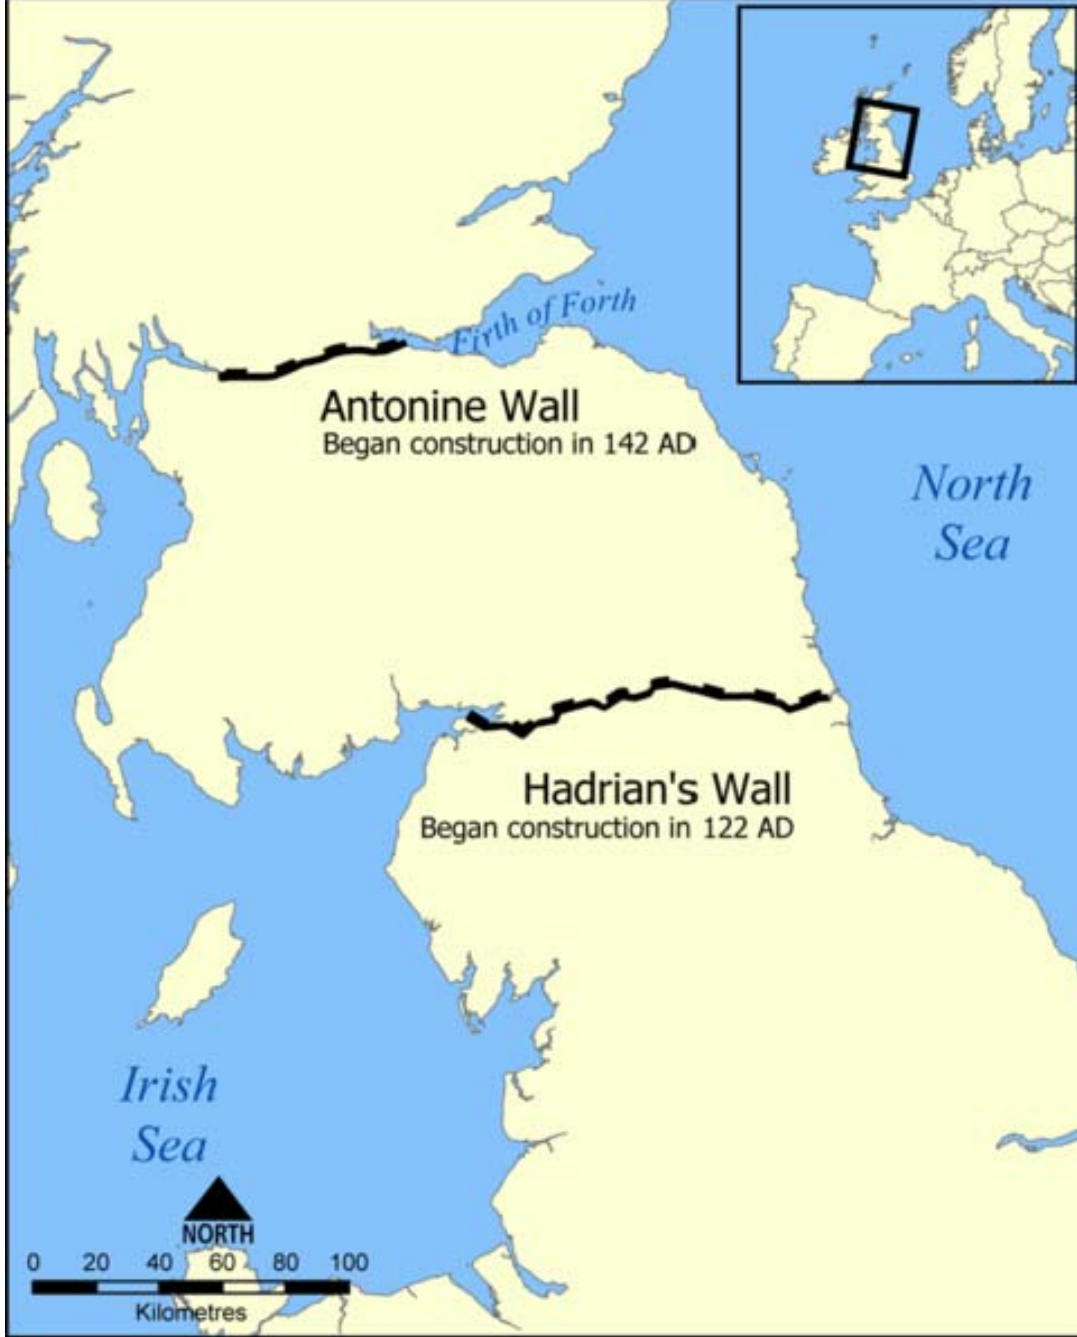 Firth of Forth
Antonine Wall
Began construction in 142 AD
North
Sea
Hadrian's Wall
Began construction in 122 AD
Irish
Sea
NORTH
0 20 40 60 80 100
Kilometres